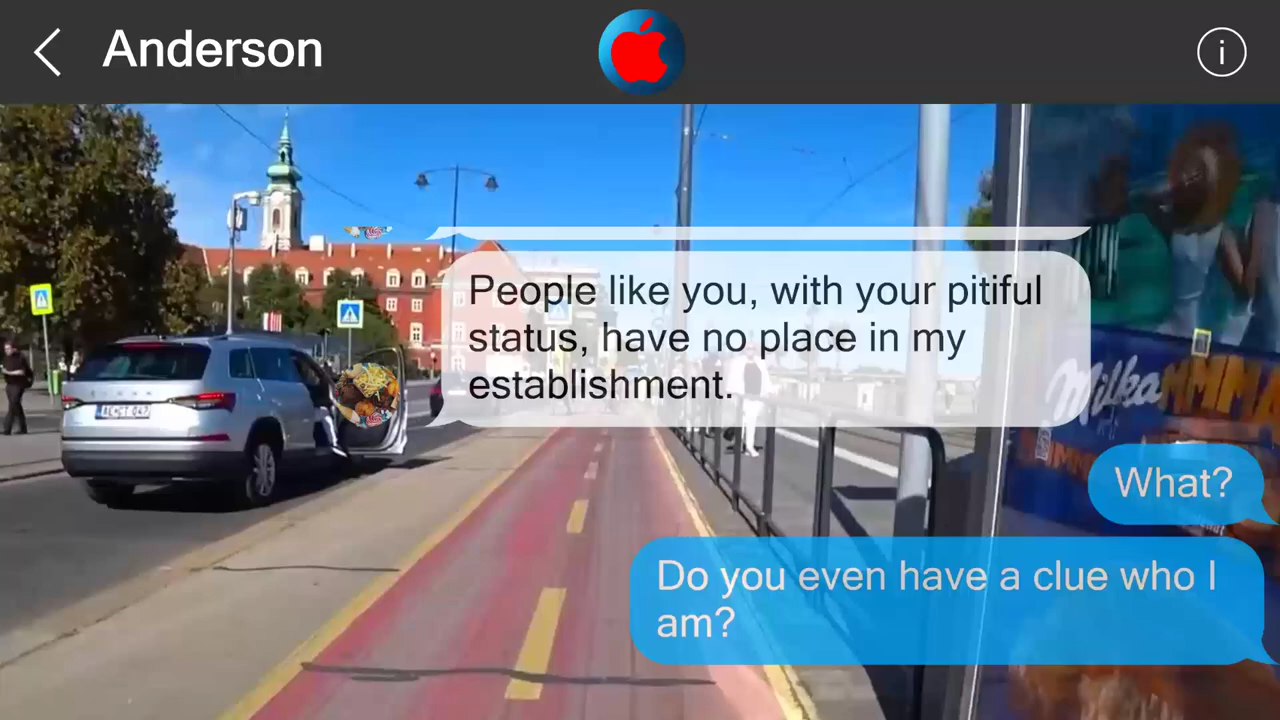 Anderson
i
People like you, with your pitiful
status, have no place in my
establishment.
What?
Do you even have a clue who I
am?
Milka
MMMM